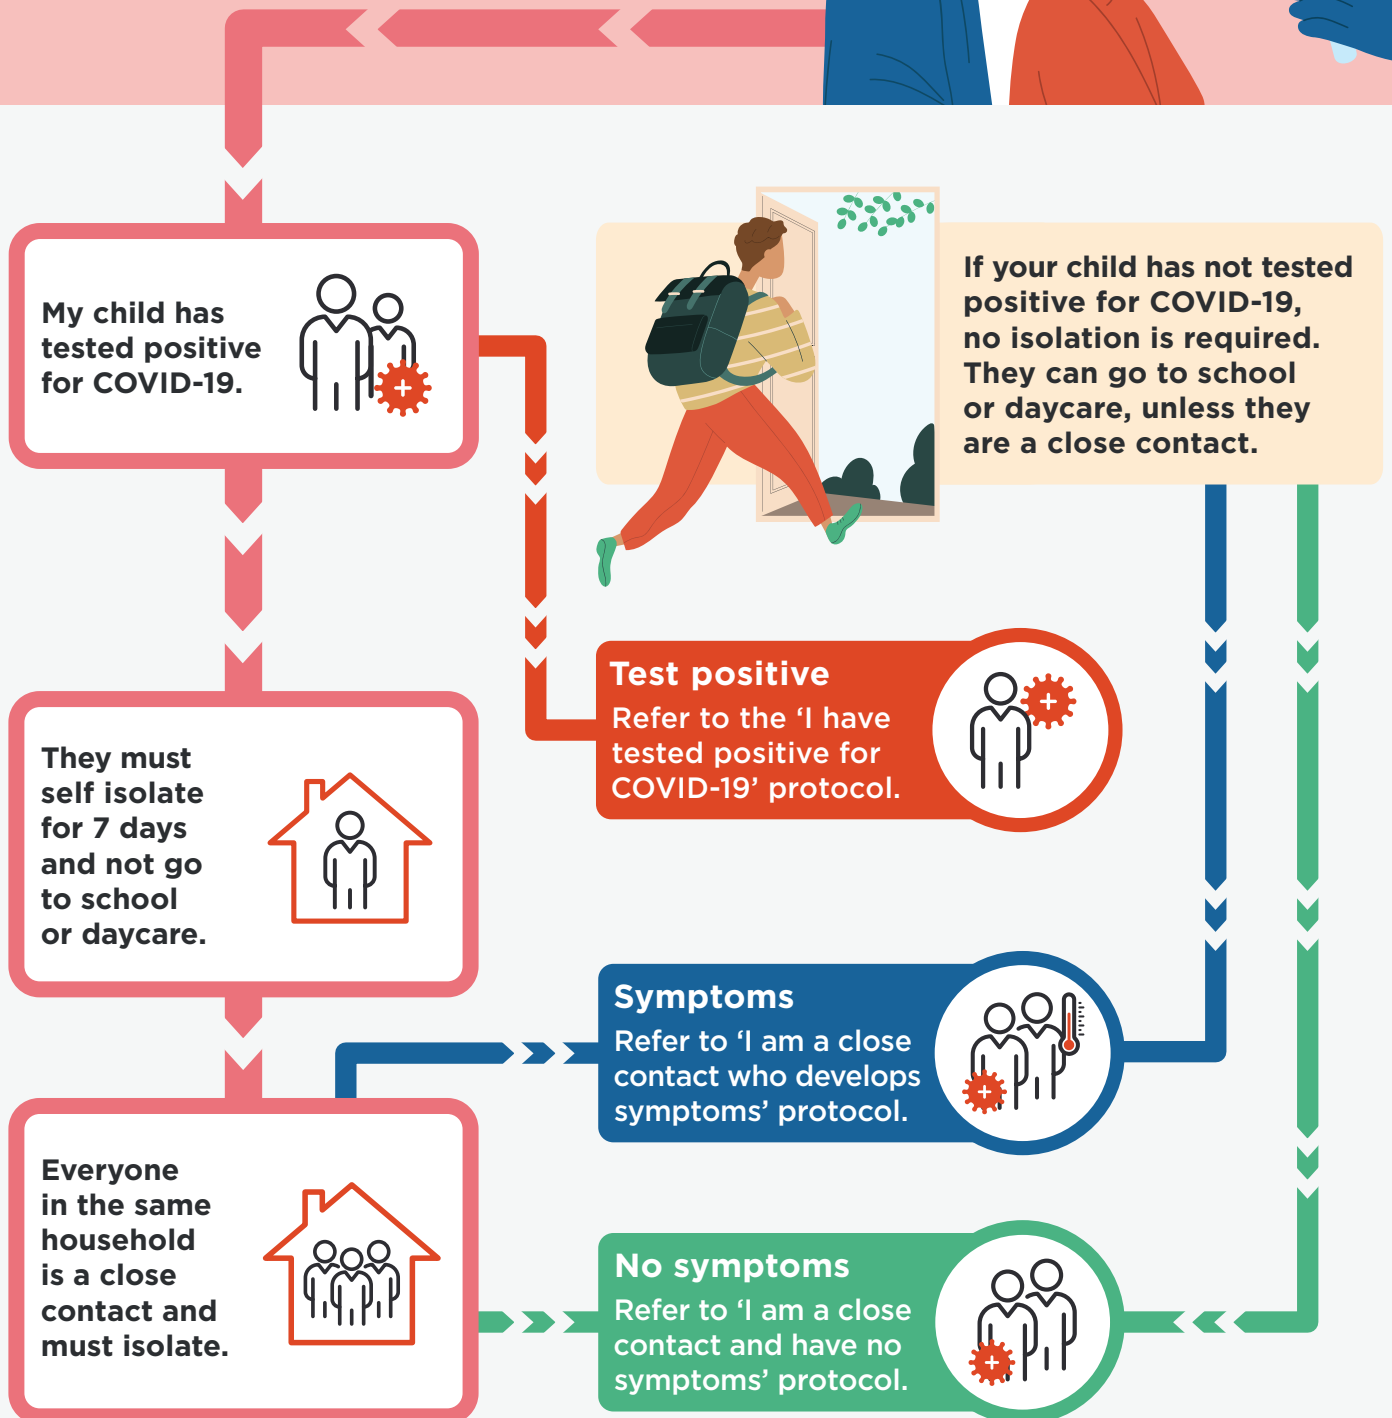 My child has
tested positive
for COVID-19.
If your child has not tested
positive for COVID-19,
no isolation is required.
They can go to school
or daycare, unless they
are a close contact.
Test positive
Refer to the ‘I have
tested positive for
COVID-19’ protocol.
They must
self isolate
for 7 days
and not go
to school
or daycare.
Symptoms
Refer to ‘I am a close
contact who develops
symptoms’ protocol.
Everyone
in the same
household
is a close
contact and
must isolate.
No symptoms
Refer to ‘I am a close
contact and have no
symptoms’ protocol.